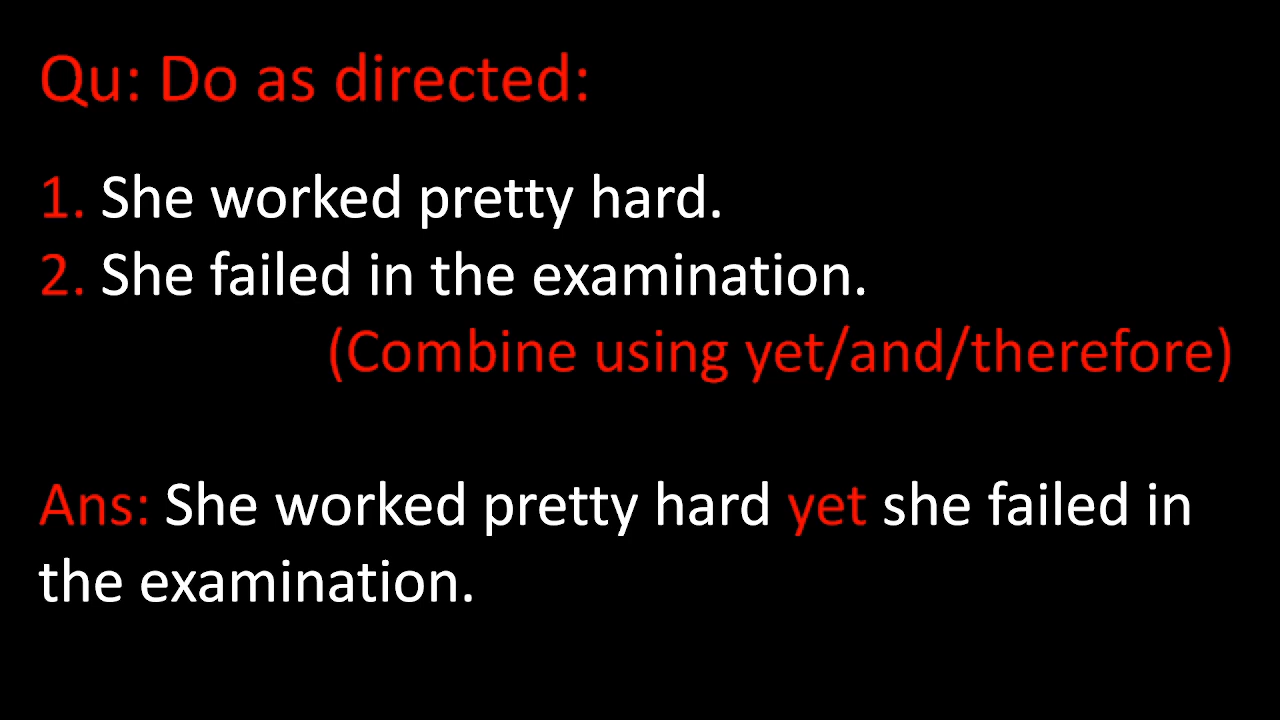 Qu: Do as directed:
1. She worked pretty hard.
2. She failed in the examination.
(Combine using yet/and/therefore)
Ans: She worked pretty hard yet she failed in
the examination.